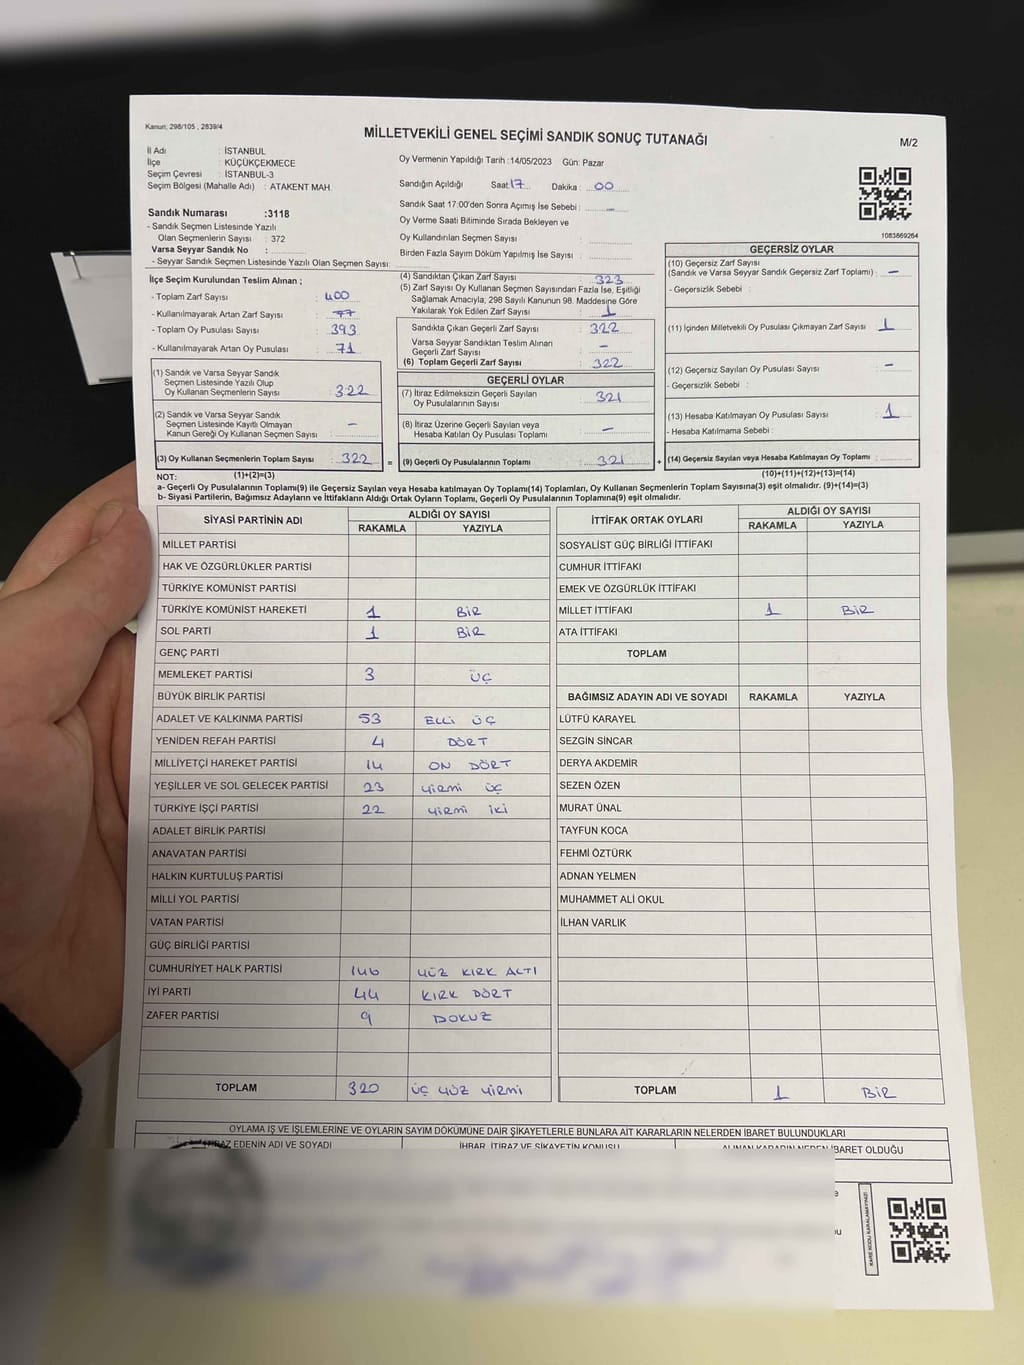 Kanun; 298/105 , 2839/4
MİLLETVEKİLİ GENEL SEÇİMİ SANDIK SONUÇ TUTANAĞI
M/2
İl Adı : İSTANBUL
İlçe : KÜÇÜKÇEKMECE
Seçim Çevresi : İSTANBUL-3
Seçim Bölgesi (Mahalle Adı) : ATAKENT MAH.
Sandık Numarası :3118
- Sandık Seçmen Listesinde Yazılı
Olan Seçmenlerin Sayısı : 372
Varsa Seyyar Sandık No :
- Seyyar Sandık Seçmen Listesinde Yazılı Olan Seçmen Sayısı:
Oy Vermenin Yapıldığı Tarih :14/05/2023 Gün: Pazar
Sandığın Açıldığı Saat: 17 Dakika : 00
Sandık Saat 17:00'den Sonra Açımış İse Sebebi : –
Oy Verme Saati Bitiminde Sırada Bekleyen ve
Oy Kullandırılan Seçmen Sayısı :
Birden Fazla Sayım Döküm Yapılmış İse Sayısı :
1083869264
İlçe Seçim Kurulundan Teslim Alınan ;
- Toplam Zarf Sayısı : 400
- Kullanılmayarak Artan Zarf Sayısı : 77
- Toplam Oy Pusulası Sayısı : 393
- Kullanılmayarak Artan Oy Pusulası : 71
(1) Sandık ve Varsa Seyyar Sandık
Seçmen Listesinde Yazılı Olup
Oy Kullanan Seçmenlerin Sayısı : 322
(2) Sandık ve Varsa Seyyar Sandık
Seçmen Listesinde Kayıtlı Olmayan
Kanun Gereği Oy Kullanan Seçmen Sayısı : –
(3) Oy Kullanan Seçmenlerin Toplam Sayısı : 322 =
(4) Sandıktan Çıkan Zarf Sayısı : 323
(5) Zarf Sayısı Oy Kullanan Seçmen Sayısından Fazla İse, Eşitliği
Sağlamak Amacıyla; 298 Sayılı Kanunun 98. Maddesine Göre
Yakılarak Yok Edilen Zarf Sayısı : 1
Sandıkta Çıkan Geçerli Zarf Sayısı : 322
Varsa Seyyar Sandıktan Teslim Alınan
Geçerli Zarf Sayısı : –
(6) Toplam Geçerli Zarf Sayısı : 322
GEÇERLİ OYLAR
(7) İtiraz Edilmeksizin Geçerli Sayılan
Oy Pusulalarının Sayısı : 321
(8) İtiraz Üzerine Geçerli Sayılan veya
Hesaba Katılan Oy Pusulası Toplamı : –
(9) Geçerli Oy Pusulalarının Toplamı : 321 +
GEÇERSİZ OYLAR
(10) Geçersiz Zarf Sayısı
(Sandık ve Varsa Seyyar Sandık Geçersiz Zarf Toplamı) : –
- Geçersizlik Sebebi :
(11) İçinden Milletvekili Oy Pusulası Çıkmayan Zarf Sayısı : 1
(12) Geçersiz Sayılan Oy Pusulası Sayısı : –
- Geçersizlik Sebebi :
(13) Hesaba Katılmayan Oy Pusulası Sayısı : 1
- Hesaba Katılmama Sebebi :
(14) Geçersiz Sayılan veya Hesaba Katılmayan Oy Toplamı :
NOT: (1)+(2)=(3) (10)+(11)+(12)+(13)=(14)
a- Geçerli Oy Pusulalarının Toplamı(9) ile Geçersiz Sayılan veya Hesaba katılmayan Oy Toplamı(14) Toplamları, Oy Kullanan Seçmenlerin Toplam Sayısına(3) eşit olmalıdır. (9)+(14)=(3)
b- Siyasi Partilerin, Bağımsız Adayların ve İttifakların Aldığı Ortak Oyların Toplamı, Geçerli Oy Pusulalarının Toplamına(9) eşit olmalıdır.
SİYASİ PARTİNİN ADI ALDIĞI OY SAYISI
RAKAMLA YAZIYLA
MİLLET PARTİSİ
HAK VE ÖZGÜRLÜKLER PARTİSİ
TÜRKİYE KOMÜNİST PARTİSİ
TÜRKİYE KOMÜNİST HAREKETİ 1 BİR
SOL PARTİ 1 BİR
GENÇ PARTİ
MEMLEKET PARTİSİ 3 ÜÇ
BÜYÜK BİRLİK PARTİSİ
ADALET VE KALKINMA PARTİSİ 53 ELLİ ÜÇ
YENİDEN REFAH PARTİSİ 4 DÖRT
MİLLİYETÇİ HAREKET PARTİSİ 14 ON DÖRT
YEŞİLLER VE SOL GELECEK PARTİSİ 23 YİRMİ ÜÇ
TÜRKİYE İŞÇİ PARTİSİ 22 YİRMİ İKİ
ADALET BİRLİK PARTİSİ
ANAVATAN PARTİSİ
HALKIN KURTULUŞ PARTİSİ
MİLLİ YOL PARTİSİ
VATAN PARTİSİ
GÜÇ BİRLİĞİ PARTİSİ
CUMHURİYET HALK PARTİSİ 146 YÜZ KIRK ALTI
İYİ PARTİ 44 KIRK DÖRT
ZAFER PARTİSİ 9 DOKUZ
TOPLAM 320 ÜÇ YÜZ YİRMİ
İTTİFAK ORTAK OYLARI ALDIĞI OY SAYISI
RAKAMLA YAZIYLA
SOSYALİST GÜÇ BİRLİĞİ İTTİFAKI
CUMHUR İTTİFAKI
EMEK VE ÖZGÜRLÜK İTTİFAKI
MİLLET İTTİFAKI 1 BİR
ATA İTTİFAKI
TOPLAM
BAĞIMSIZ ADAYIN ADI VE SOYADI RAKAMLA YAZIYLA
LÜTFÜ KARAYEL
SEZGİN SİNCAR
DERYA AKDEMİR
SEZEN ÖZEN
MURAT ÜNAL
TAYFUN KOCA
FEHMİ ÖZTÜRK
ADNAN YELMEN
MUHAMMET ALİ OKUL
İLHAN VARLIK
TOPLAM 1 BİR
OYLAMA İŞ VE İŞLEMLERİNE VE OYLARIN SAYIM DÖKÜMÜNE DAİR ŞİKAYETLERLE BUNLARA AİT KARARLARIN NELERDEN İBARET BULUNDUKLARI
İTİRAZ EDENİN ADI VE SOYADI İHBAR, İTİRAZ VE ŞİKAYETİN KONUSU ALINAN KARARIN NEDEN İBARET OLDUĞU
KARE KODU KARALAMAYINIZ!